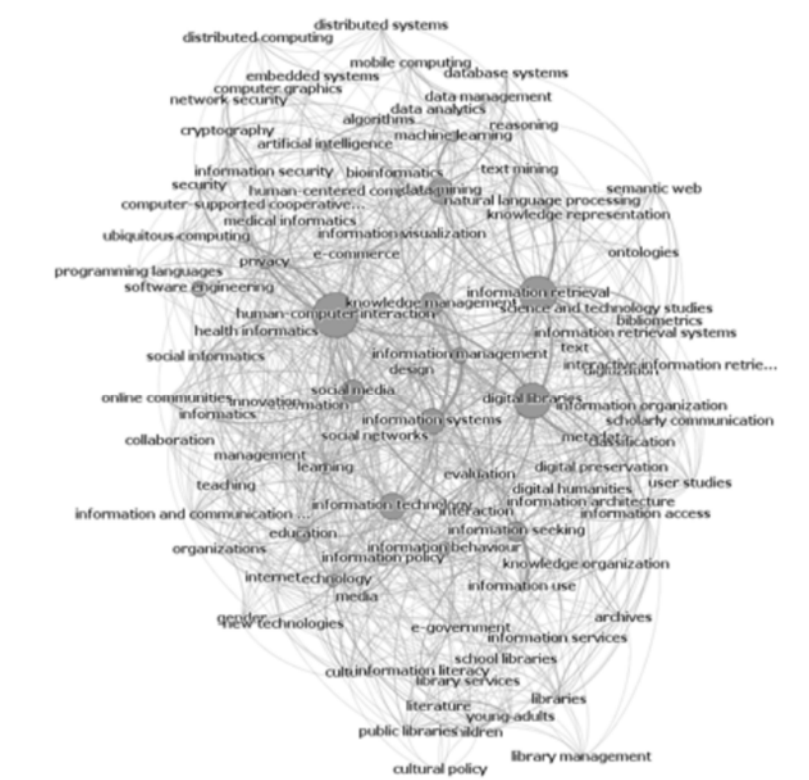 distributed systems
distributed computing
mobile computing
database systems
embedded systems
computer graphics
data management
network security
data analytics
algorithms
reasoning
cryptography
machine learning
artificial intelligence
information security
bioinformatics
text mining
security
human-centered
data mining
semantic web
computer-supported cooperative...
natural language processing
knowledge representation
medical informatics
ubiquitous computing
information visualization
ontologies
privacy
e-commerce
programming languages
software engineering
information retrieval
knowledge management
science and technology studies
human-computer interaction
bibliometrics
health informatics
information retrieval systems
text
social informatics
information management
interactive information retrie...
design
social media
online communities
innovation
digital libraries
information organization
informatics
information systems
scholarly communication
social networks
metadata
classification
collaboration
management
learning
evaluation
digital preservation
teaching
user studies
digital humanities
information architecture
information technology
information and communication ...
interaction
information access
education
information seeking
organizations
information behaviour
information policy
knowledge organization
internet
technology
information use
media
gender
new technologies
archives
e-government
information services
school libraries
information literacy
library services
libraries
literature
young adults
public libraries
library management
cultural policy